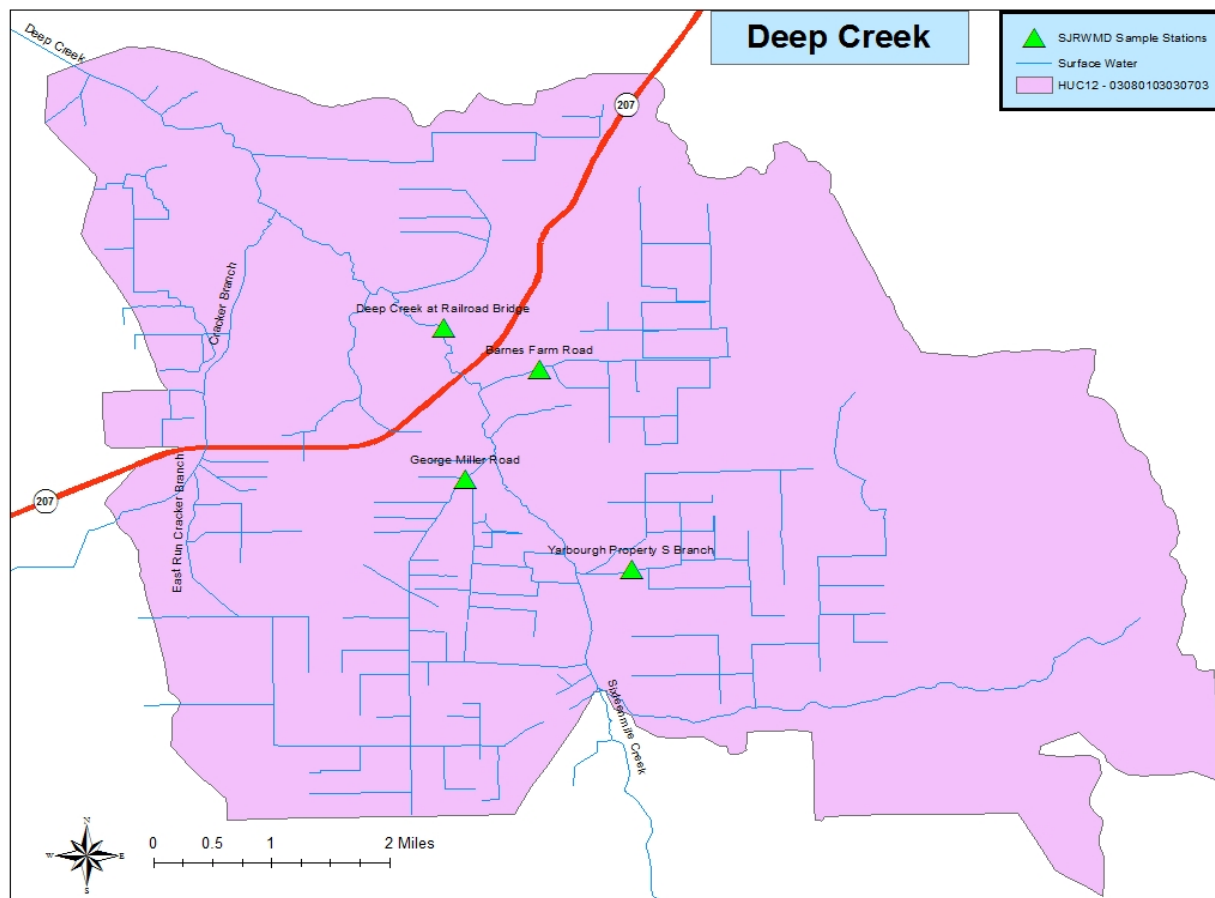 Deep Creek
SJRWMD Sample Stations
Surface Water
HUC12 - 03080103030703
Deep Creek
207
Cracker Branch
Deep Creek at Railroad Bridge
Barnes Farm Road
George Miller Road
207
East Run Cracker Branch
Yarbourgh Property S Branch
Sixteenmile Creek
N
W E
S
0 0.5 1 2 Miles